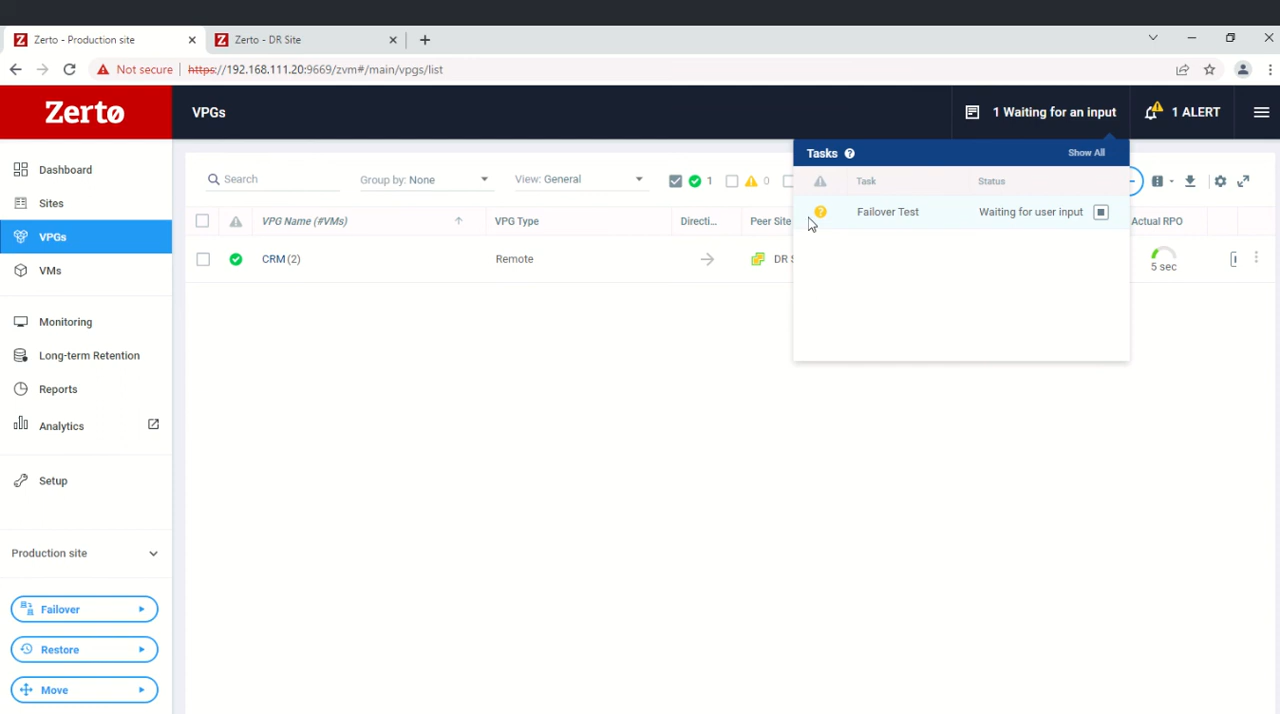 Zerto - Production site
Zerto - DR Site
Not secure
https://192.168.111.20:9669/zvm#/main/vpgs/list
Zerto
VPGs
1 Waiting for an input
1 ALERT
Dashboard
Sites
VPGs
VMs
Monitoring
Long-term Retention
Reports
Analytics
Setup
Production site
Failover
Restore
Move
Search
Group by: None
View: General
1
0
VPG Name (#VMs)
VPG Type
Directi...
Peer Site
Actual RPO
CRM (2)
Remote
DR S
5 sec
Tasks
Show All
Task
Status
Failover Test
Waiting for user input